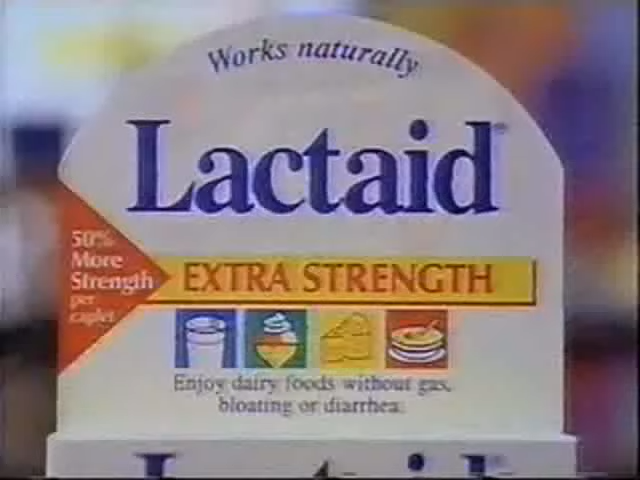 Works naturally
Lactaid
50%
More
Strength
per
caplet
EXTRA STRENGTH
Enjoy dairy foods without gas,
bloating or diarrhea.